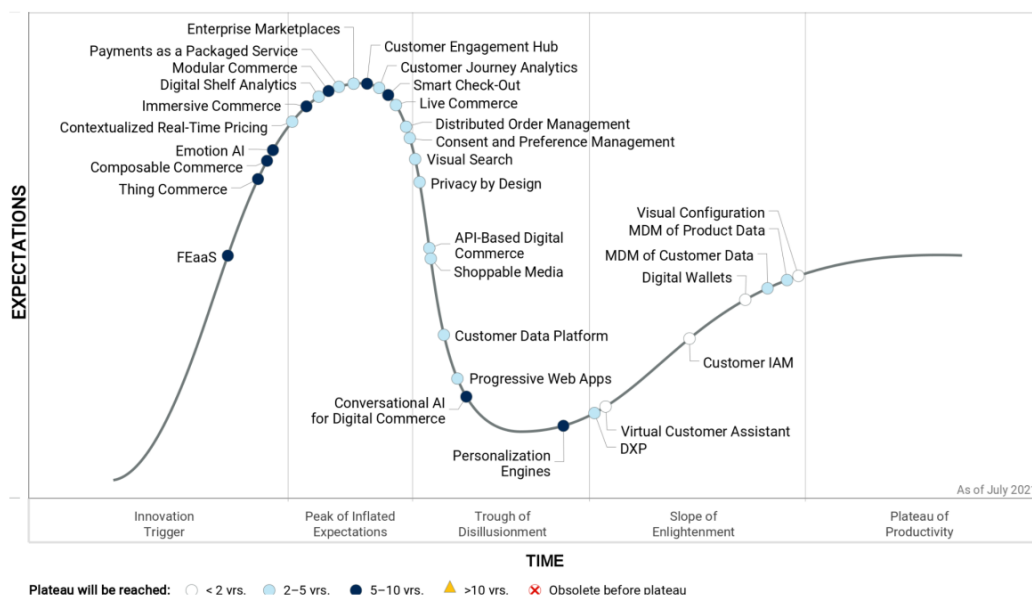 Enterprise Marketplaces
Payments as a Packaged Service
Modular Commerce
Digital Shelf Analytics
Immersive Commerce
Contextualized Real-Time Pricing
Emotion AI
Composable Commerce
Thing Commerce
FEaaS
Customer Engagement Hub
Customer Journey Analytics
Smart Check-Out
Live Commerce
Distributed Order Management
Consent and Preference Management
Visual Search
Privacy by Design
API-Based Digital
Commerce
Shoppable Media
Customer Data Platform
Progressive Web Apps
Conversational AI
for Digital Commerce
Personalization
Engines
Visual Configuration
MDM of Product Data
MDM of Customer Data
Digital Wallets
Customer IAM
Virtual Customer Assistant
DXP
EXPECTATIONS
As of July 2021
Innovation
Trigger
Peak of Inflated
Expectations
Trough of
Disillusionment
Slope of
Enlightenment
Plateau of
Productivity
TIME
Plateau will be reached: < 2 yrs. 2–5 yrs. 5–10 yrs. >10 yrs. Obsolete before plateau